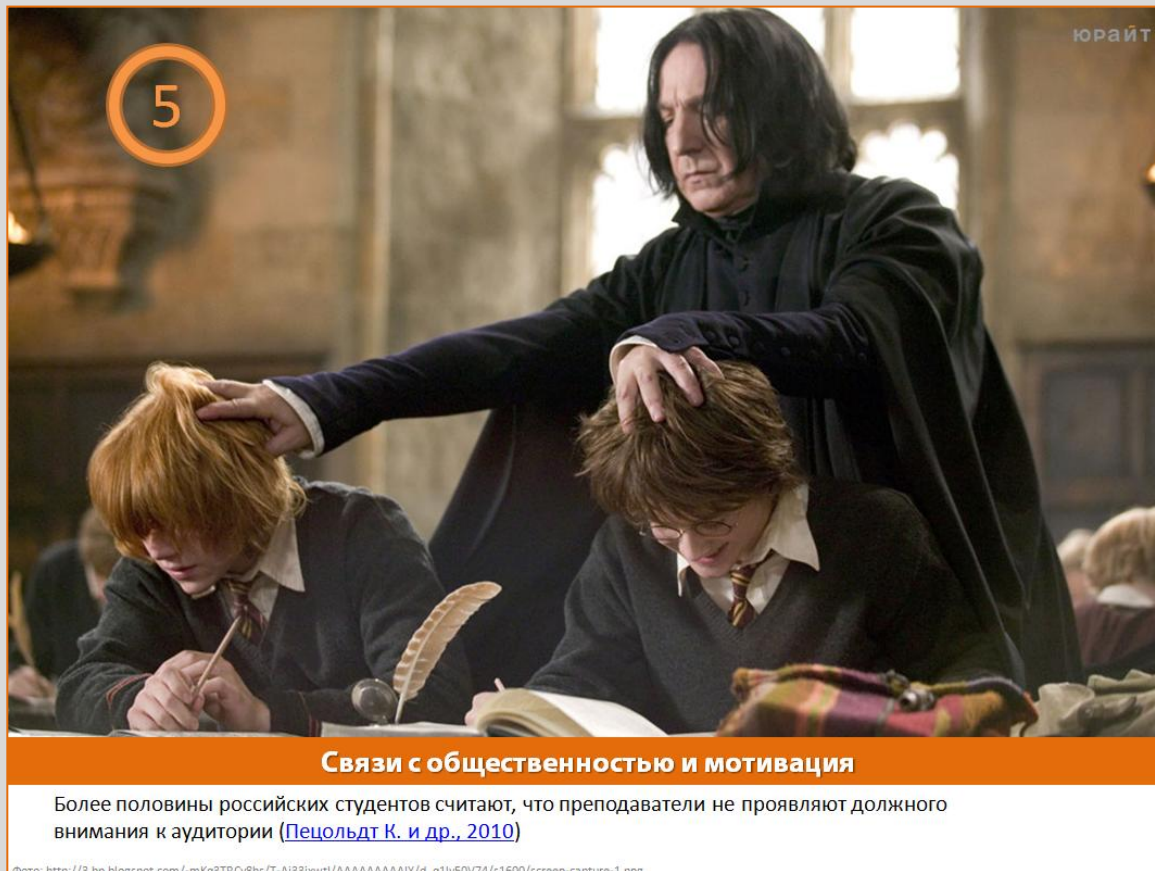 юрайт
5
Связи с общественностью и мотивация
Более половины российских студентов считают, что преподаватели не проявляют должного
внимания к аудитории (Пецольдт К. и др., 2010)